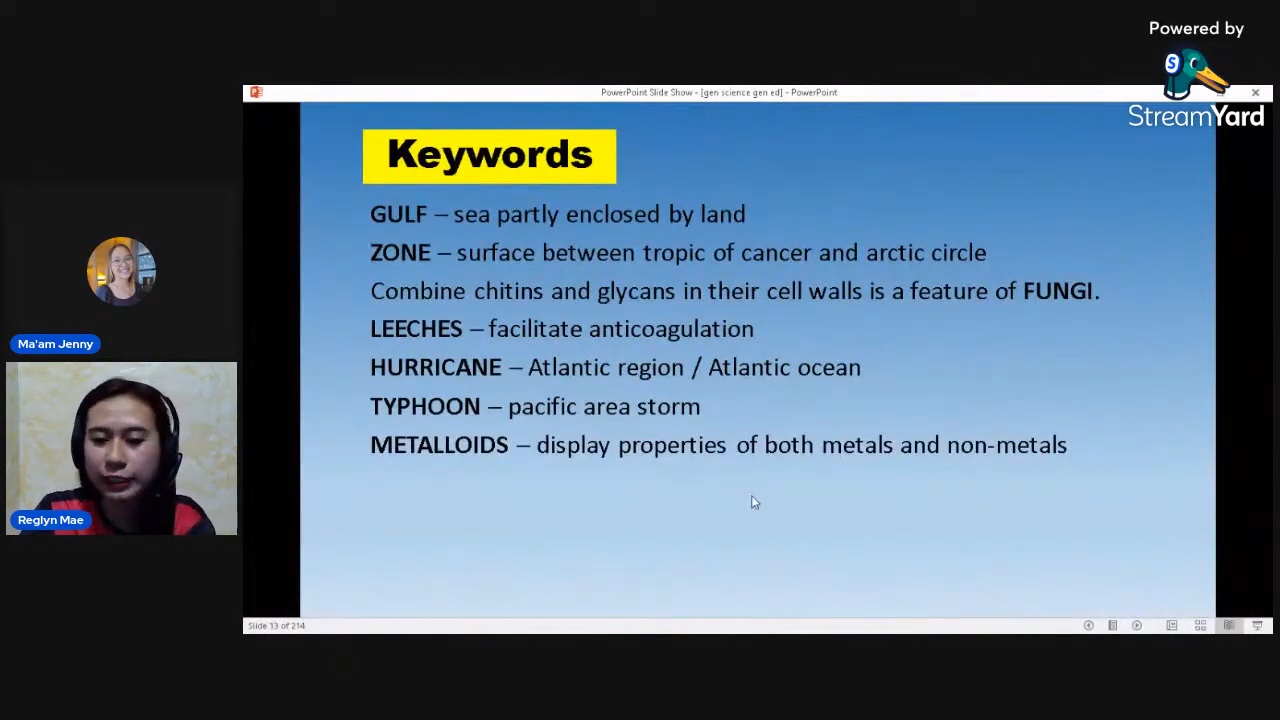 Powered by
StreamYard
PowerPoint Slide Show - [gen science gen ed] - PowerPoint
Keywords
GULF – sea partly enclosed by land
ZONE – surface between tropic of cancer and arctic circle
Combine chitins and glycans in their cell walls is a feature of FUNGI.
LEECHES – facilitate anticoagulation
HURRICANE – Atlantic region / Atlantic ocean
TYPHOON – pacific area storm
METALLOIDS – display properties of both metals and non-metals
Ma'am Jenny
Reglyn Mae
Slide 13 of 214